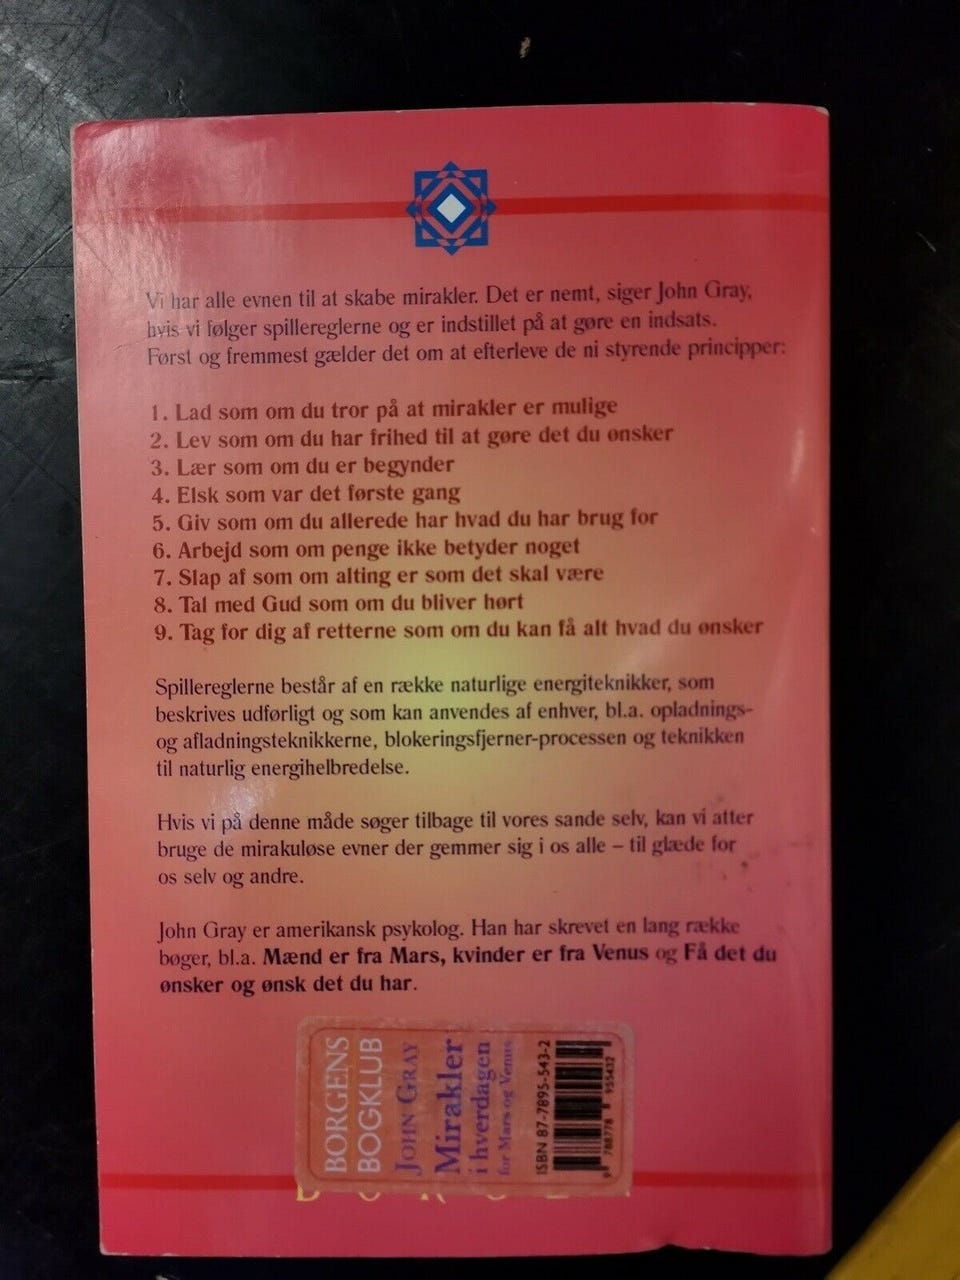 Vi har alle evnen til at skabe mirakler. Det er nemt, siger John Gray,
hvis vi følger spillereglerne og er indstillet på at gøre en indsats.
Først og fremmest gælder det om at efterleve de ni styrende principper:
1. Lad som om du tror på at mirakler er mulige
2. Lev som om du har frihed til at gøre det du ønsker
3. Lær som om du er begynder
4. Elsk som var det første gang
5. Giv som om du allerede har hvad du har brug for
6. Arbejd som om penge ikke betyder noget
7. Slap af som om alting er som det skal være
8. Tal med Gud som om du bliver hørt
9. Tag for dig af retterne som om du kan få alt hvad du ønsker
Spillereglerne består af en række naturlige energiteknikker, som
beskrives udførligt og som kan anvendes af enhver, bl.a. opladnings-
og afladningsteknikkerne, blokeringsfjerner-processen og teknikken
til naturlig energihelbredelse.
Hvis vi på denne måde søger tilbage til vores sande selv, kan vi atter
bruge de mirakuløse evner der gemmer sig i os alle – til glæde for
os selv og andre.
John Gray er amerikansk psykolog. Han har skrevet en lang række
bøger, bl.a. Mænd er fra Mars, kvinder er fra Venus og Få det du
ønsker og ønsk det du har.
BORGENS
BOGKLUB
JOHN GRAY
Mirakler
i hverdagen
for Mars og Venus
ISBN 87-7895-543-2
9 788778 955432